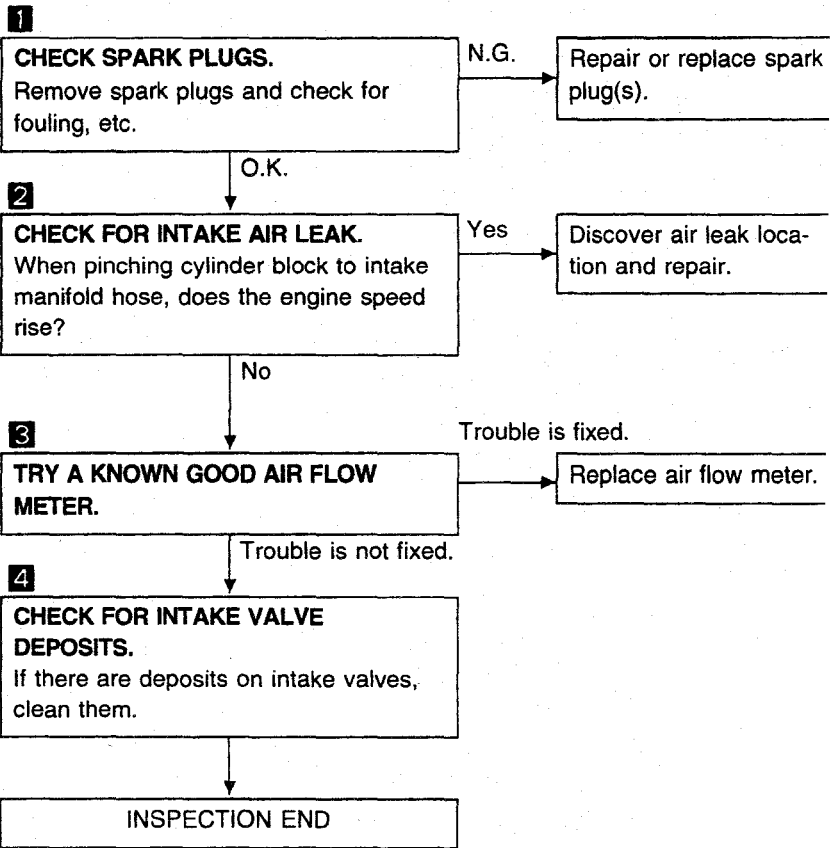 1
CHECK SPARK PLUGS.
Remove spark plugs and check for
fouling, etc.
N.G.
Repair or replace spark
plug(s).
O.K.
2
CHECK FOR INTAKE AIR LEAK.
When pinching cylinder block to intake
manifold hose, does the engine speed
rise?
Yes
Discover air leak loca-
tion and repair.
No
3
TRY A KNOWN GOOD AIR FLOW
METER.
Trouble is fixed.
Replace air flow meter.
Trouble is not fixed.
4
CHECK FOR INTAKE VALVE
DEPOSITS.
If there are deposits on intake valves,
clean them.
INSPECTION END